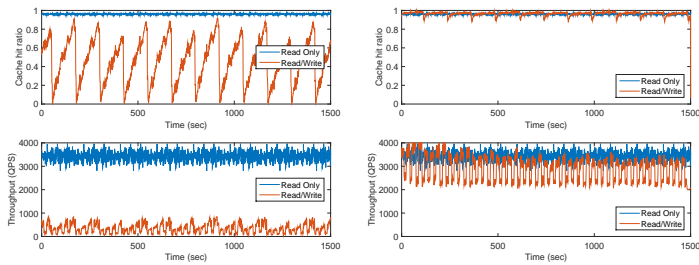 Cache hit ratio
1
0.8
0.6
0.4
0.2
0
0
500
1000
1500
Time (sec)
Read Only
Read/Write
Cache hit ratio
1
0.8
0.6
0.4
0.2
0
0
500
1000
1500
Time (sec)
Read Only
Read/Write
Throughput (QPS)
4000
3000
2000
1000
0
0
500
1000
1500
Time (sec)
Read Only
Read/Write
Throughput (QPS)
4000
3000
2000
1000
0
0
500
1000
1500
Time (sec)
Read Only
Read/Write